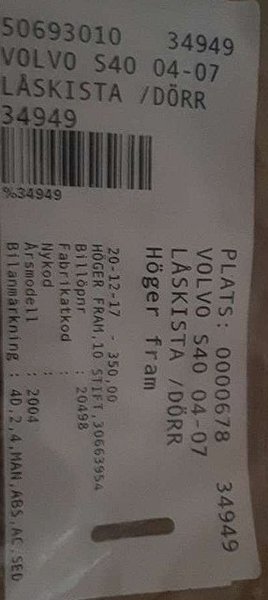 50693010 34949
VOLVO S40 04-07
LÅSKISTA /DÖRR
34949
%34949
PLATS: 0000678 34949
VOLVO S40 04-07
LÅSKISTA /DÖRR
Höger fram
20-12-17 - 350,00
HÖGER FRAM,10 STIFT,30663954
Billöpnr : 20498
Fabrikatkod :
Nykod :
Årsmodell : 2004
Bilanmärkning : 4D,2,4,MAN,ABS,AC,SED